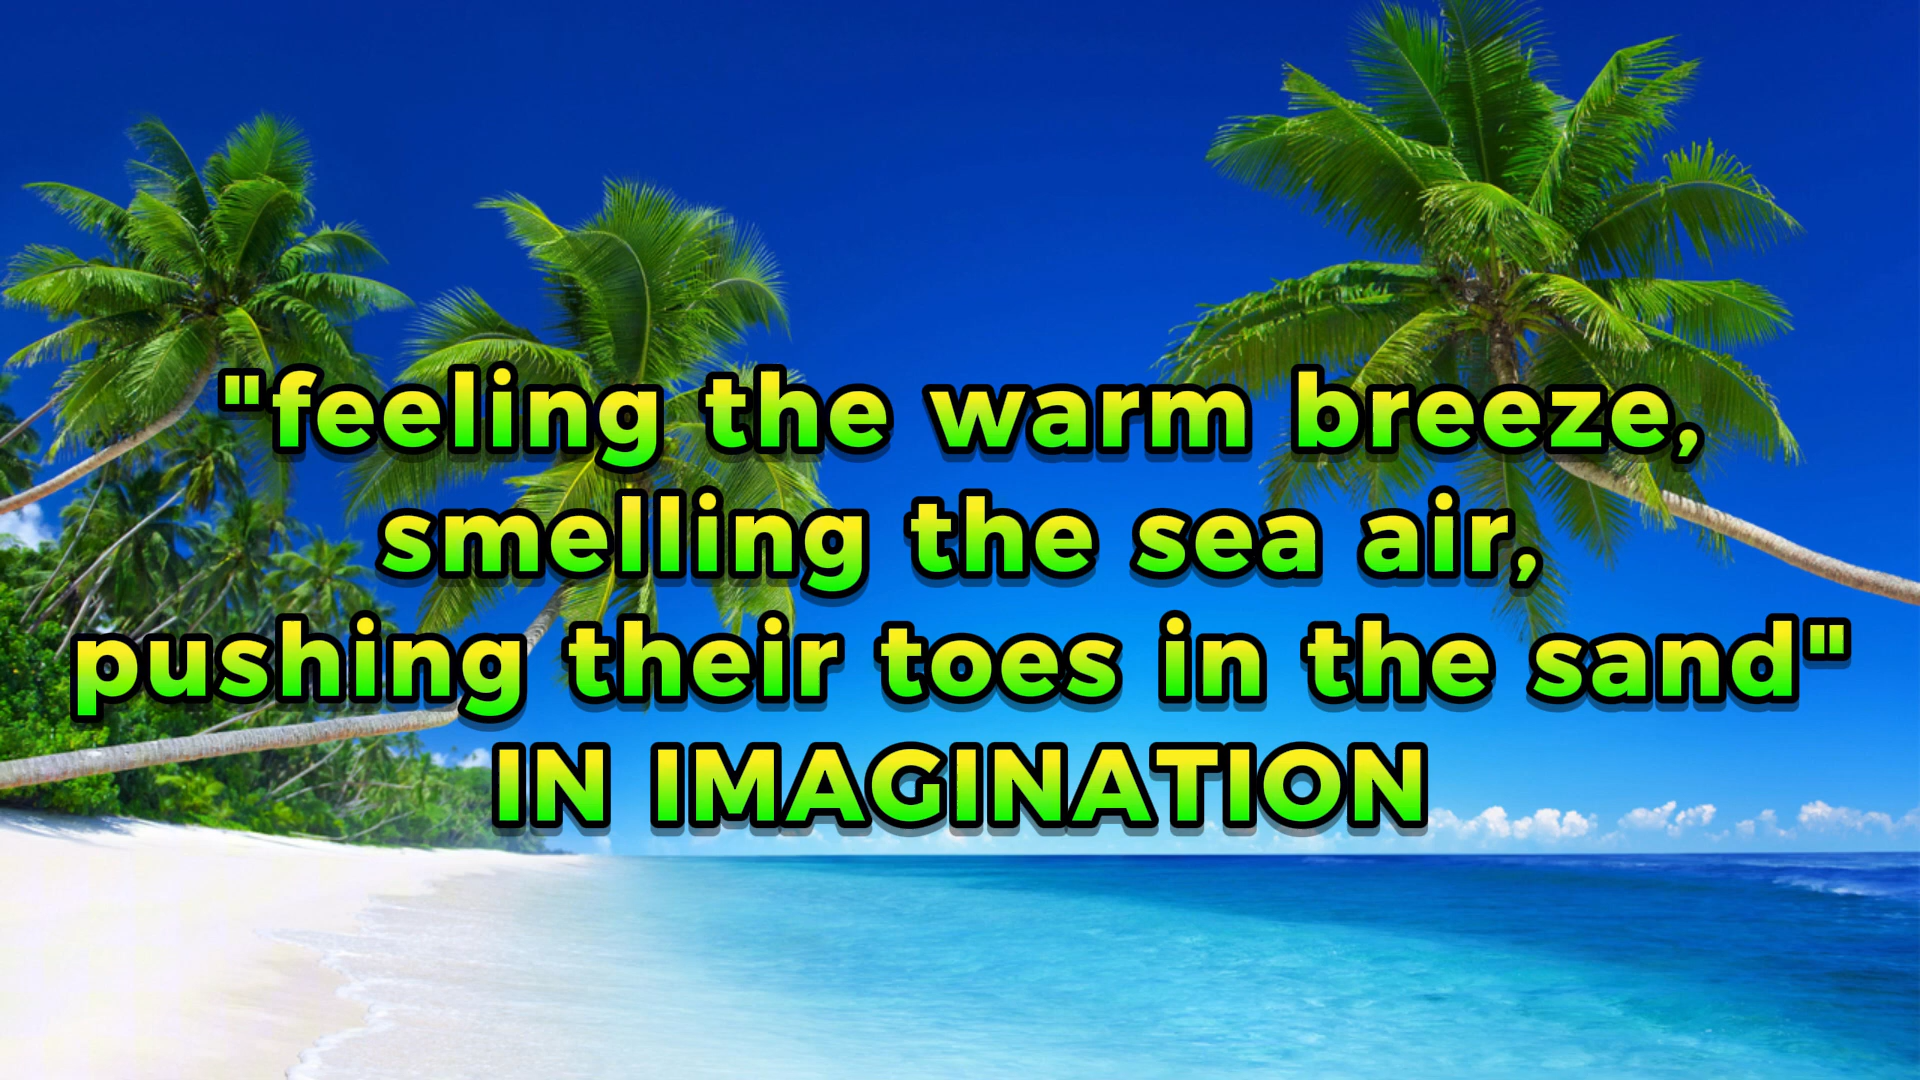 "feeling the warm breeze,
smelling the sea air,
pushing their toes in the sand"
IN IMAGINATION